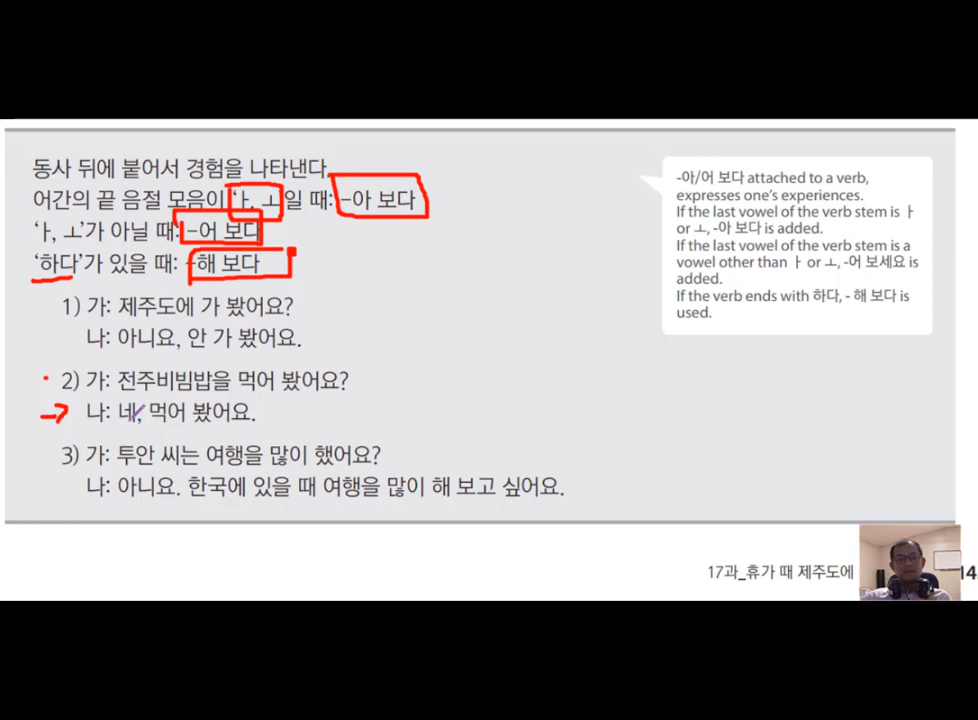 동사 뒤에 붙어서 경험을 나타낸다.
어간의 끝 음절 모음이 'ㅏ, ㅗ'일 때: -아 보다
'ㅏ, ㅗ'가 아닐 때: -어 보다
'하다'가 있을 때: -해 보다
1) 가: 제주도에 가 봤어요?
나: 아니요, 안 가 봤어요.
2) 가: 전주비빔밥을 먹어 봤어요?
나: 네, 먹어 봤어요.
3) 가: 투안 씨는 여행을 많이 했어요?
나: 아니요. 한국에 있을 때 여행을 많이 해 보고 싶어요.
-아/어 보다 attached to a verb,
expresses one's experiences.
If the last vowel of the verb stem is ㅏ
or ㅗ, -아 보다 is added.
If the last vowel of the verb stem is a
vowel other than ㅏ or ㅗ, -어 보세요 is
added.
If the verb ends with 하다, - 해 보다 is
used.
17과_휴가 때 제주도에